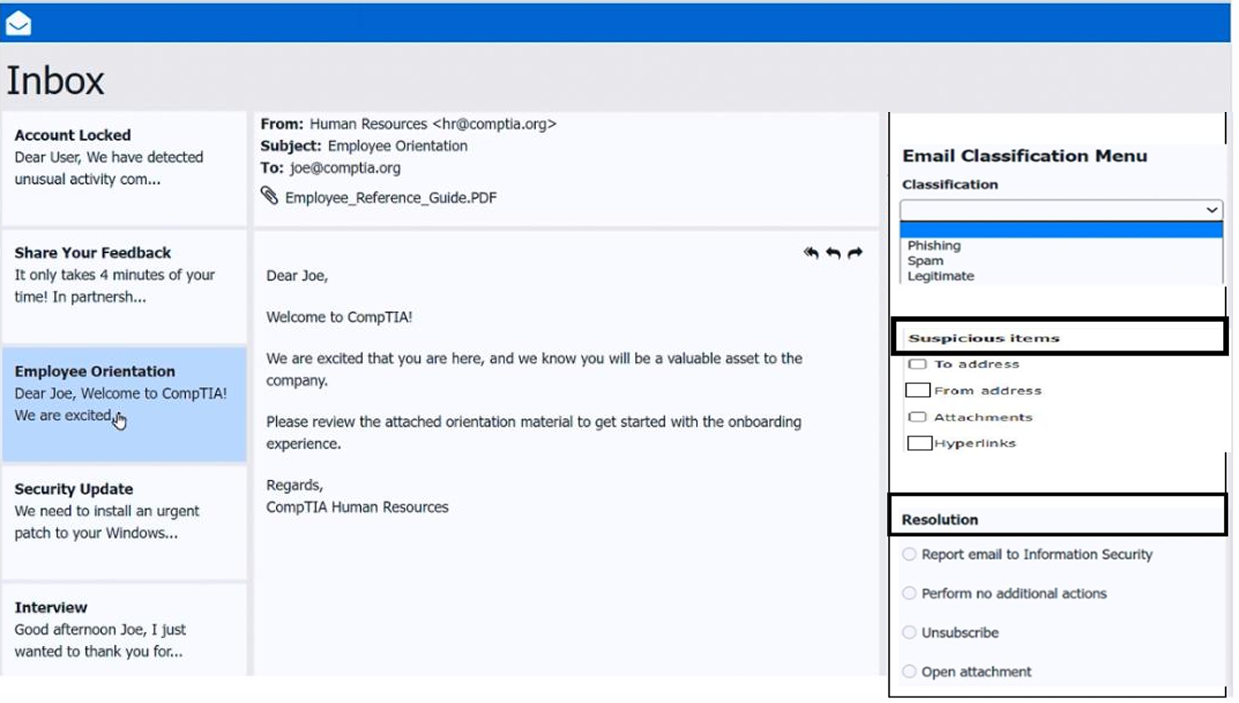 Inbox
Account Locked
Dear User, We have detected
unusual activity com...
Share Your Feedback
It only takes 4 minutes of your
time! In partnersh...
Employee Orientation
Dear Joe, Welcome to CompTIA!
We are excited
Security Update
We need to install an urgent
patch to your Windows...
Interview
Good afternoon Joe, I just
wanted to thank you for...
From: Human Resources <hr@comptia.org>
Subject: Employee Orientation
To: joe@comptia.org
Employee_Reference_Guide.PDF
Dear Joe,
Welcome to CompTIA!
We are excited that you are here, and we know you will be a valuable asset to the
company.
Please review the attached orientation material to get started with the onboarding
experience.
Regards,
CompTIA Human Resources
Email Classification Menu
Classification
Phishing
Spam
Legitimate
Suspicious items
To address
From address
Attachments
Hyperlinks
Resolution
Report email to Information Security
Perform no additional actions
Unsubscribe
Open attachment